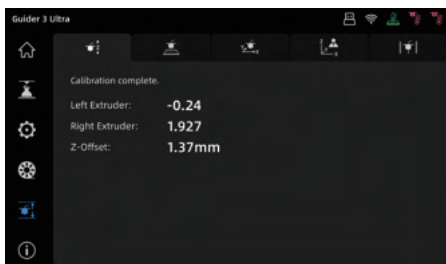 Guider 3 Ultra
Calibration complete.
Left Extruder: -0.24
Right Extruder: 1.927
Z-Offset: 1.37mm